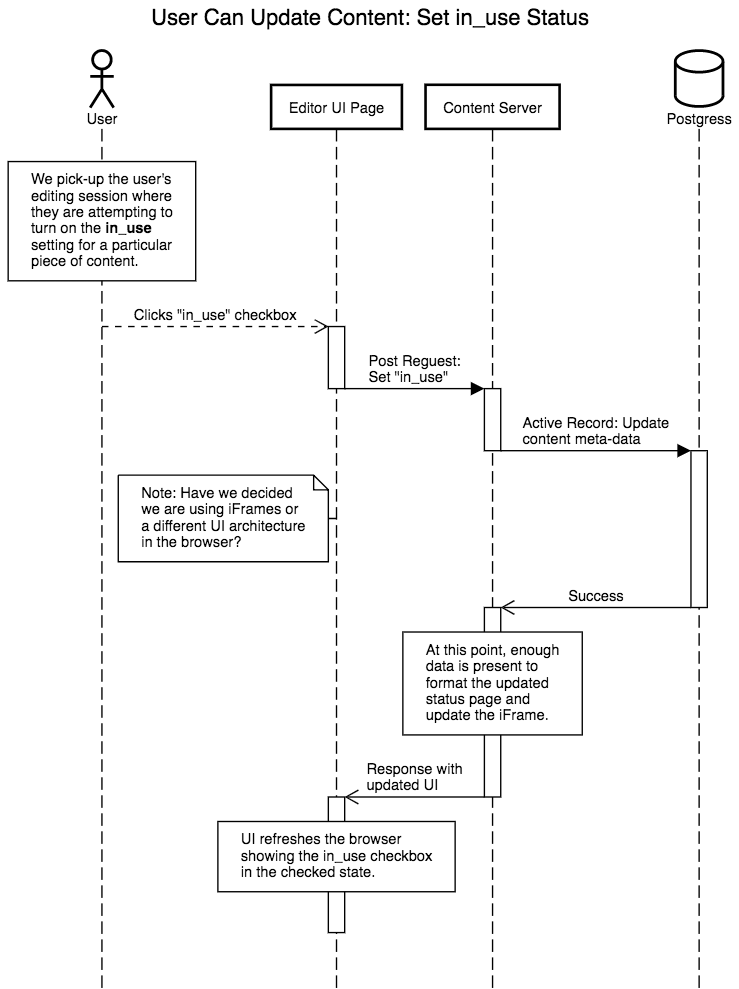 User Can Update Content: Set in_use Status
User
Editor UI Page
Content Server
Postgress
We pick-up the user's
editing session where
they are attempting to
turn on the in_use
setting for a particular
piece of content.
Clicks "in_use" checkbox
Post Reguest:
Set "in_use"
Active Record: Update
content meta-data
Note: Have we decided
we are using iFrames or
a different UI architecture
in the browser?
Success
At this point, enough
data is present to
format the updated
status page and
update the iFrame.
Response with
updated UI
UI refreshes the browser
showing the in_use checkbox
in the checked state.